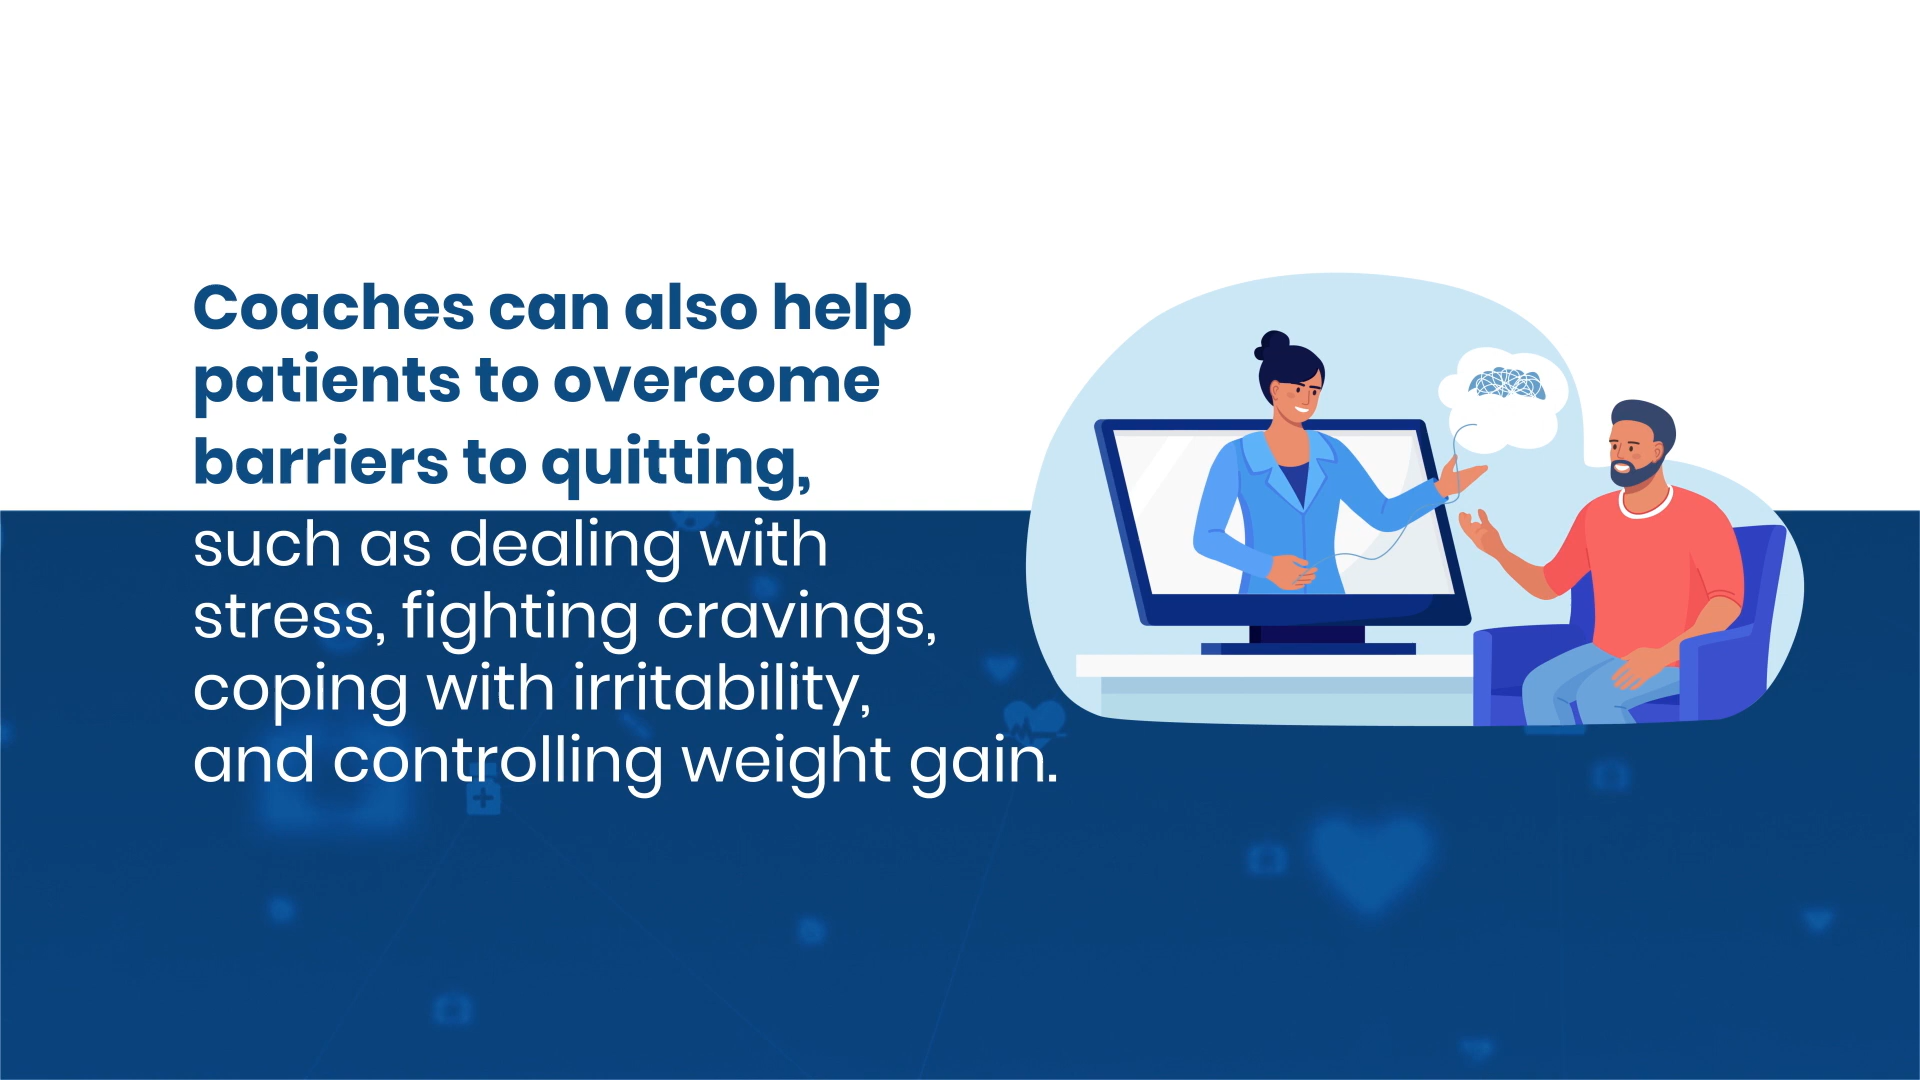 Coaches can also help
patients to overcome
barriers to quitting,
such as dealing with
stress, fighting cravings,
coping with irritability,
and controlling weight gain.